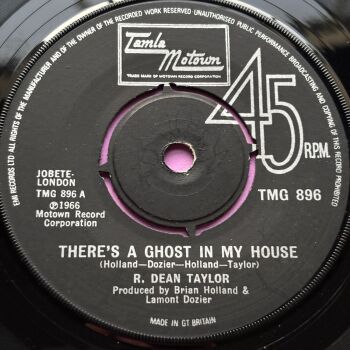 EMI RECORDS LTD ALL RIGHTS OF THE MANUFACTURER AND OF THE OWNER OF THE RECORDED WORK RESERVED UNAUTHORISED PUBLIC PERFORMANCE BROADCASTING AND COPYING OF THIS RECORD PROHIBITED
Tamla
Motown
TRADE MARK OF MOTOWN RECORD CORPORATION
45
R.P.M.
JOBETE-
LONDON
TMG 896 A
℗1966
Motown Record
Corporation
TMG 896
THERE'S A GHOST IN MY HOUSE
(Holland—Dozier—Holland—Taylor)
R. DEAN TAYLOR
Produced by Brian Holland &
Lamont Dozier
MADE IN GT BRITAIN